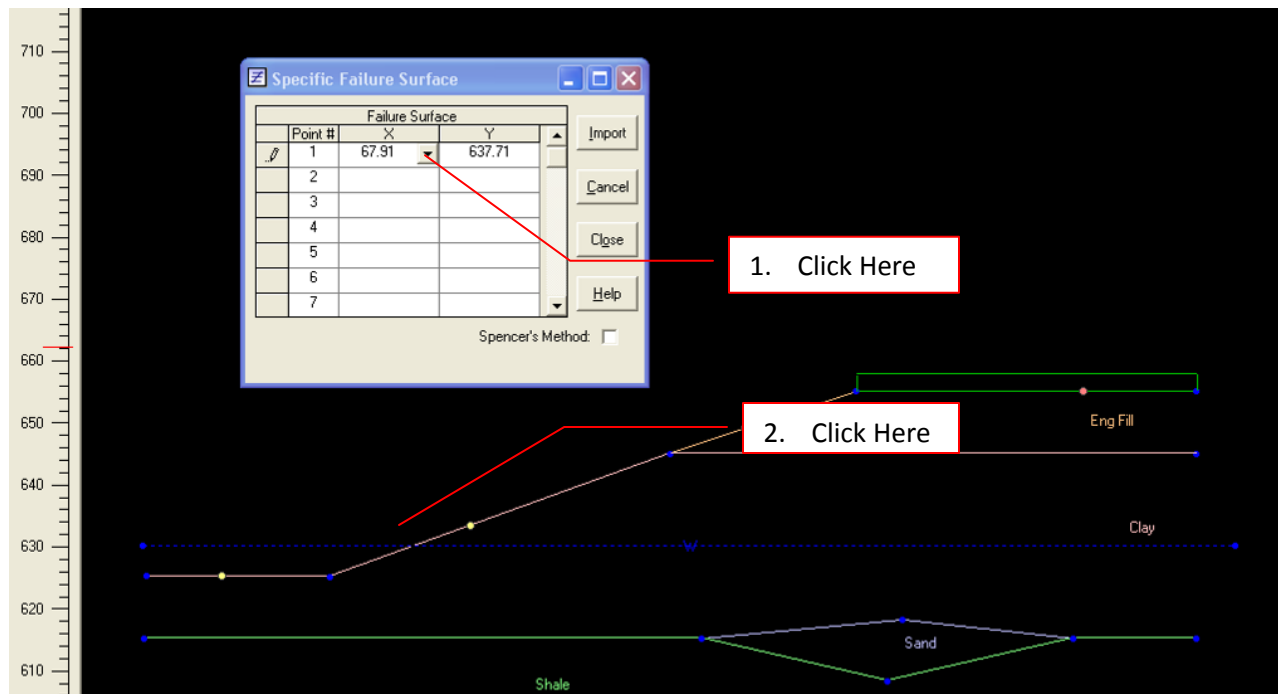 710
700
690
680
670
660
650
640
630
620
610
Specific Failure Surface
Failure Surface
Point # X Y
1 67.91 637.71
2
3
4
5
6
7
Import
Cancel
Close
Help
Spencer's Method:
1. Click Here
2. Click Here
Eng Fill
Clay
W
Sand
Shale